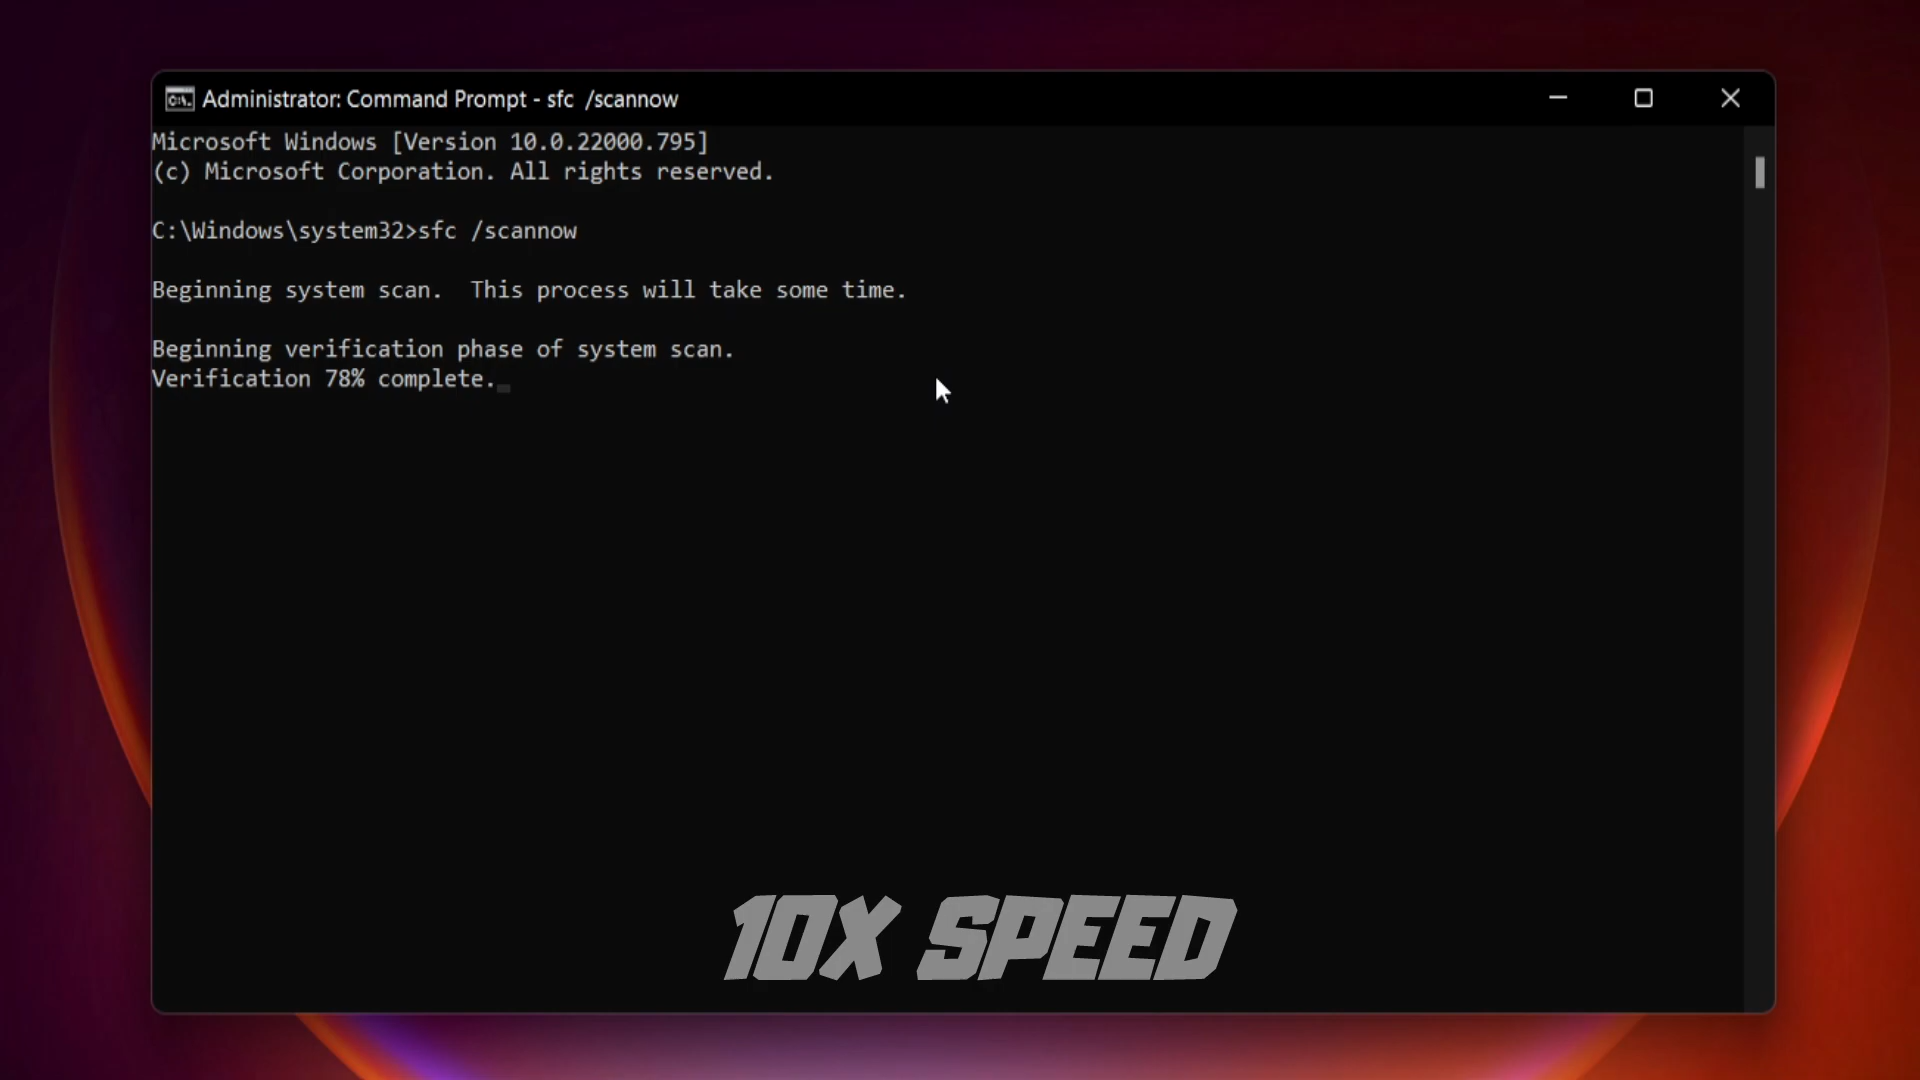 Administrator: Command Prompt - sfc  /scannow
Microsoft Windows [Version 10.0.22000.795]
(c) Microsoft Corporation. All rights reserved.
C:\Windows\system32>sfc /scannow
Beginning system scan.  This process will take some time.
Beginning verification phase of system scan.
Verification 78% complete.
10X SPEED